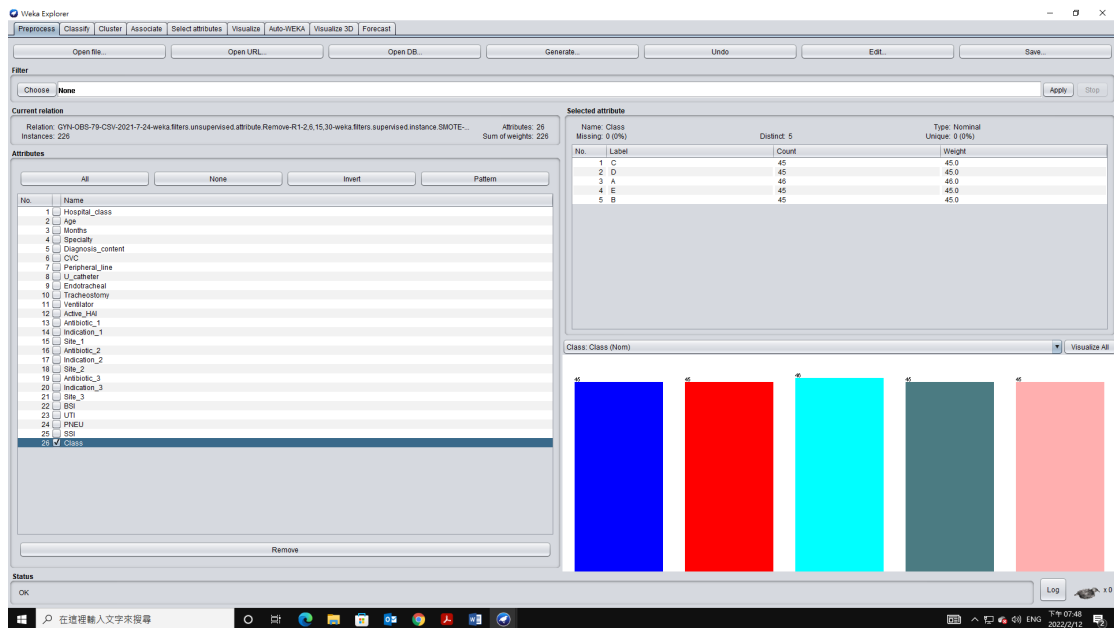 Weka Explorer
Preprocess Classify Cluster Associate Select attributes Visualize Auto-WEKA Visualize 3D Forecast
Open file... Open URL... Open DB... Generate... Undo Edit... Save...
Filter
Choose None Apply Stop
Current relation
Relation: GYN-OBS-79-CSV-2021-7-24-weka.filters.unsupervised.attribute.Remove-R1-2,6,15,30-weka.filters.supervised.instance.SMOTE-... Attributes: 26
Instances: 226 Sum of weights: 226
Attributes
All None Invert Pattern
No. Name
1 Hospital_class
2 Age
3 Months
4 Specialty
5 Diagnosis_content
6 CVC
7 Peripheral_line
8 U_catheter
9 Endotracheal
10 Tracheostomy
11 Ventilator
12 Active_HAI
13 Antibiotic_1
14 Indication_1
15 Site_1
16 Antibiotic_2
17 Indication_2
18 Site_2
19 Antibiotic_3
20 Indication_3
21 Site_3
22 BSI
23 UTI
24 PNEU
25 SSI
26 Class
Remove
Selected attribute
Name: Class Type: Nominal
Missing: 0 (0%) Distinct: 5 Unique: 0 (0%)
No. Label Count Weight
1 C 45 45.0
2 D 45 45.0
3 A 46 46.0
4 E 45 45.0
5 B 45 45.0
Class: Class (Nom) Visualize All
45 45 46 45 45
Status
OK Log x 0
在這裡輸入文字來搜尋 ENG 下午 07:48
2022/2/12